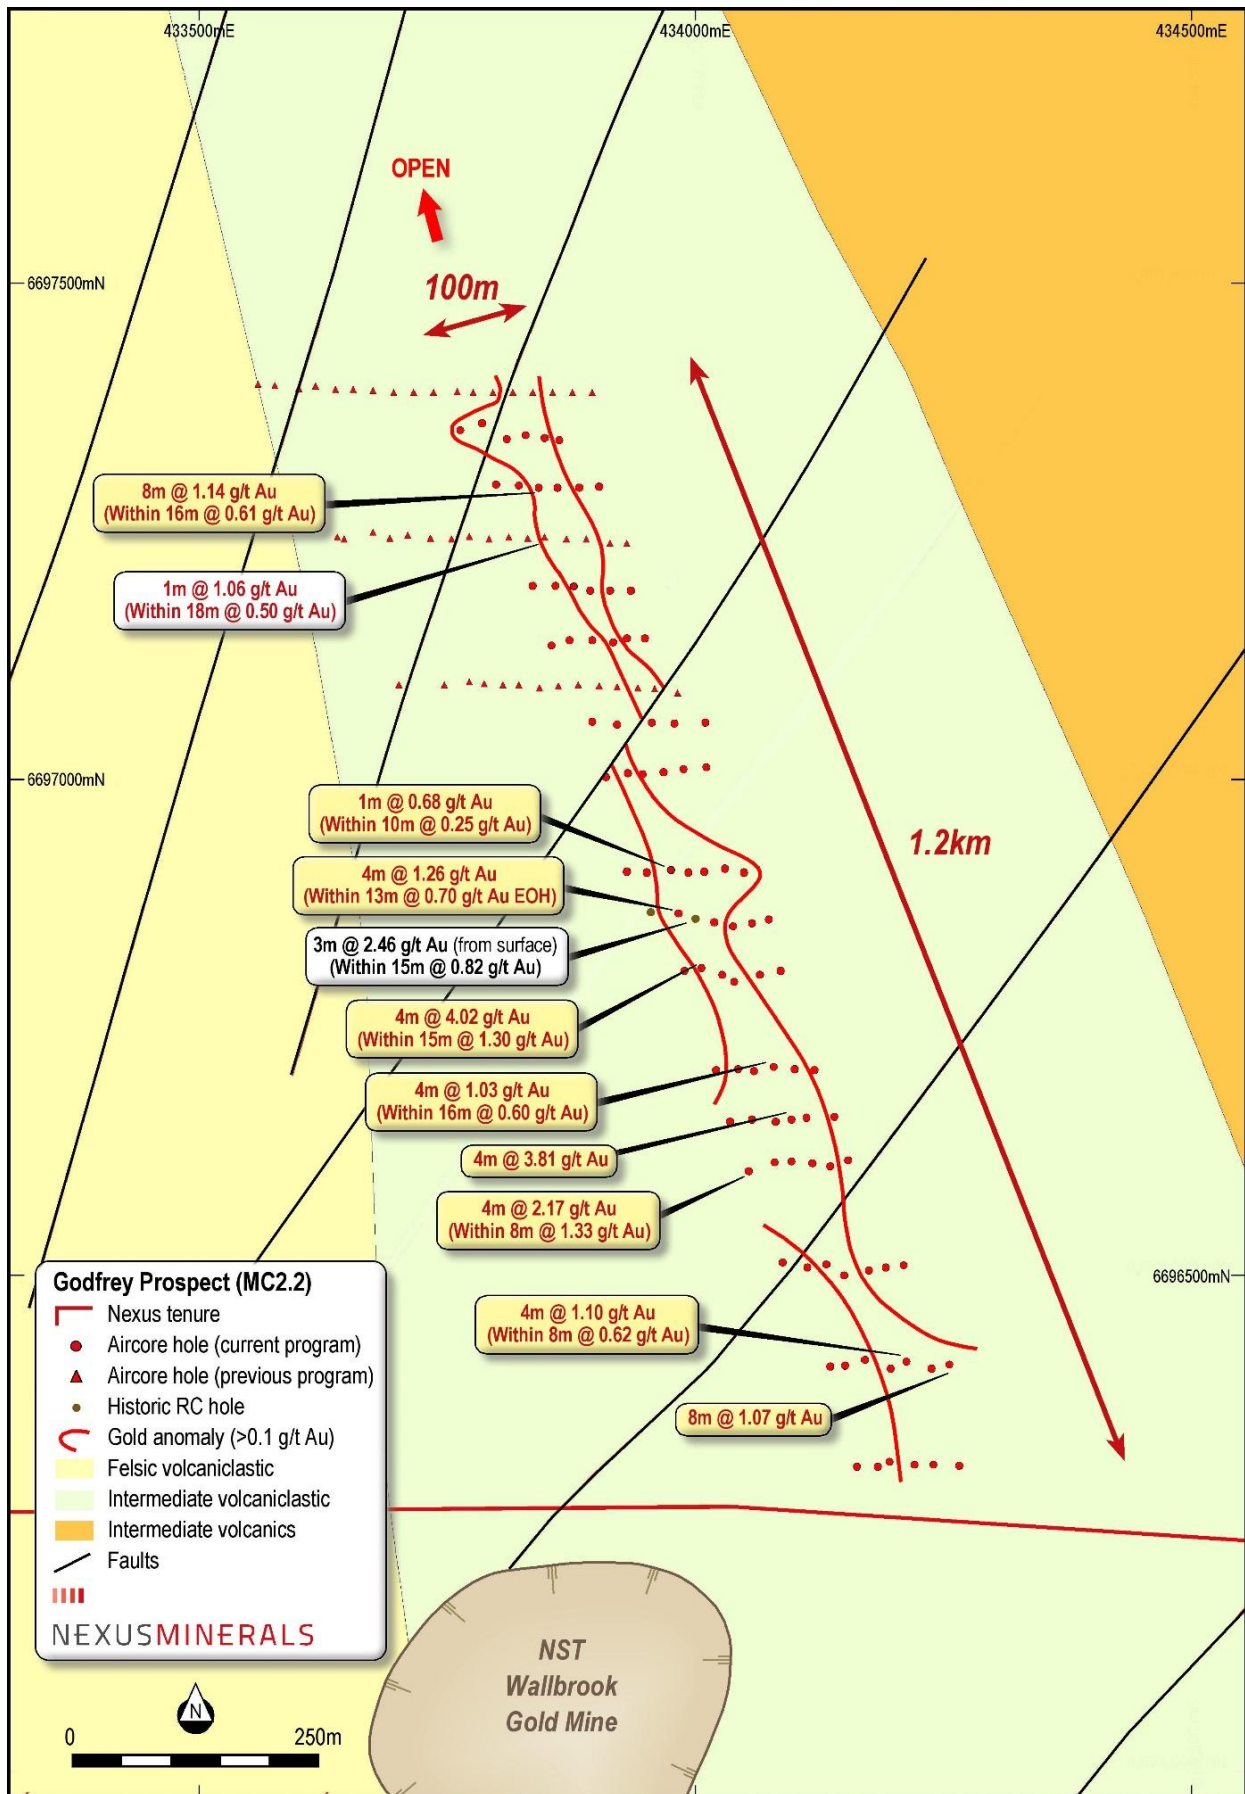 433500mE
434000mE
434500mE
OPEN
6697500mN
100m
8m @ 1.14 g/t Au
(Within 16m @ 0.61 g/t Au)
1m @ 1.06 g/t Au
(Within 18m @ 0.50 g/t Au)
6697000mN
1m @ 0.68 g/t Au
(Within 10m @ 0.25 g/t Au)
1.2km
4m @ 1.26 g/t Au
(Within 13m @ 0.70 g/t Au EOH)
3m @ 2.46 g/t Au (from surface)
(Within 15m @ 0.82 g/t Au)
4m @ 4.02 g/t Au
(Within 15m @ 1.30 g/t Au)
4m @ 1.03 g/t Au
(Within 16m @ 0.60 g/t Au)
4m @ 3.81 g/t Au
4m @ 2.17 g/t Au
(Within 8m @ 1.33 g/t Au)
6696500mN
4m @ 1.10 g/t Au
(Within 8m @ 0.62 g/t Au)
8m @ 1.07 g/t Au
Godfrey Prospect (MC2.2)
Nexus tenure
Aircore hole (current program)
Aircore hole (previous program)
Historic RC hole
Gold anomaly (>0.1 g/t Au)
Felsic volcaniclastic
Intermediate volcaniclastic
Intermediate volcanics
Faults
NEXUSMINERALS
NST
Wallbrook
Gold Mine
N
0
250m